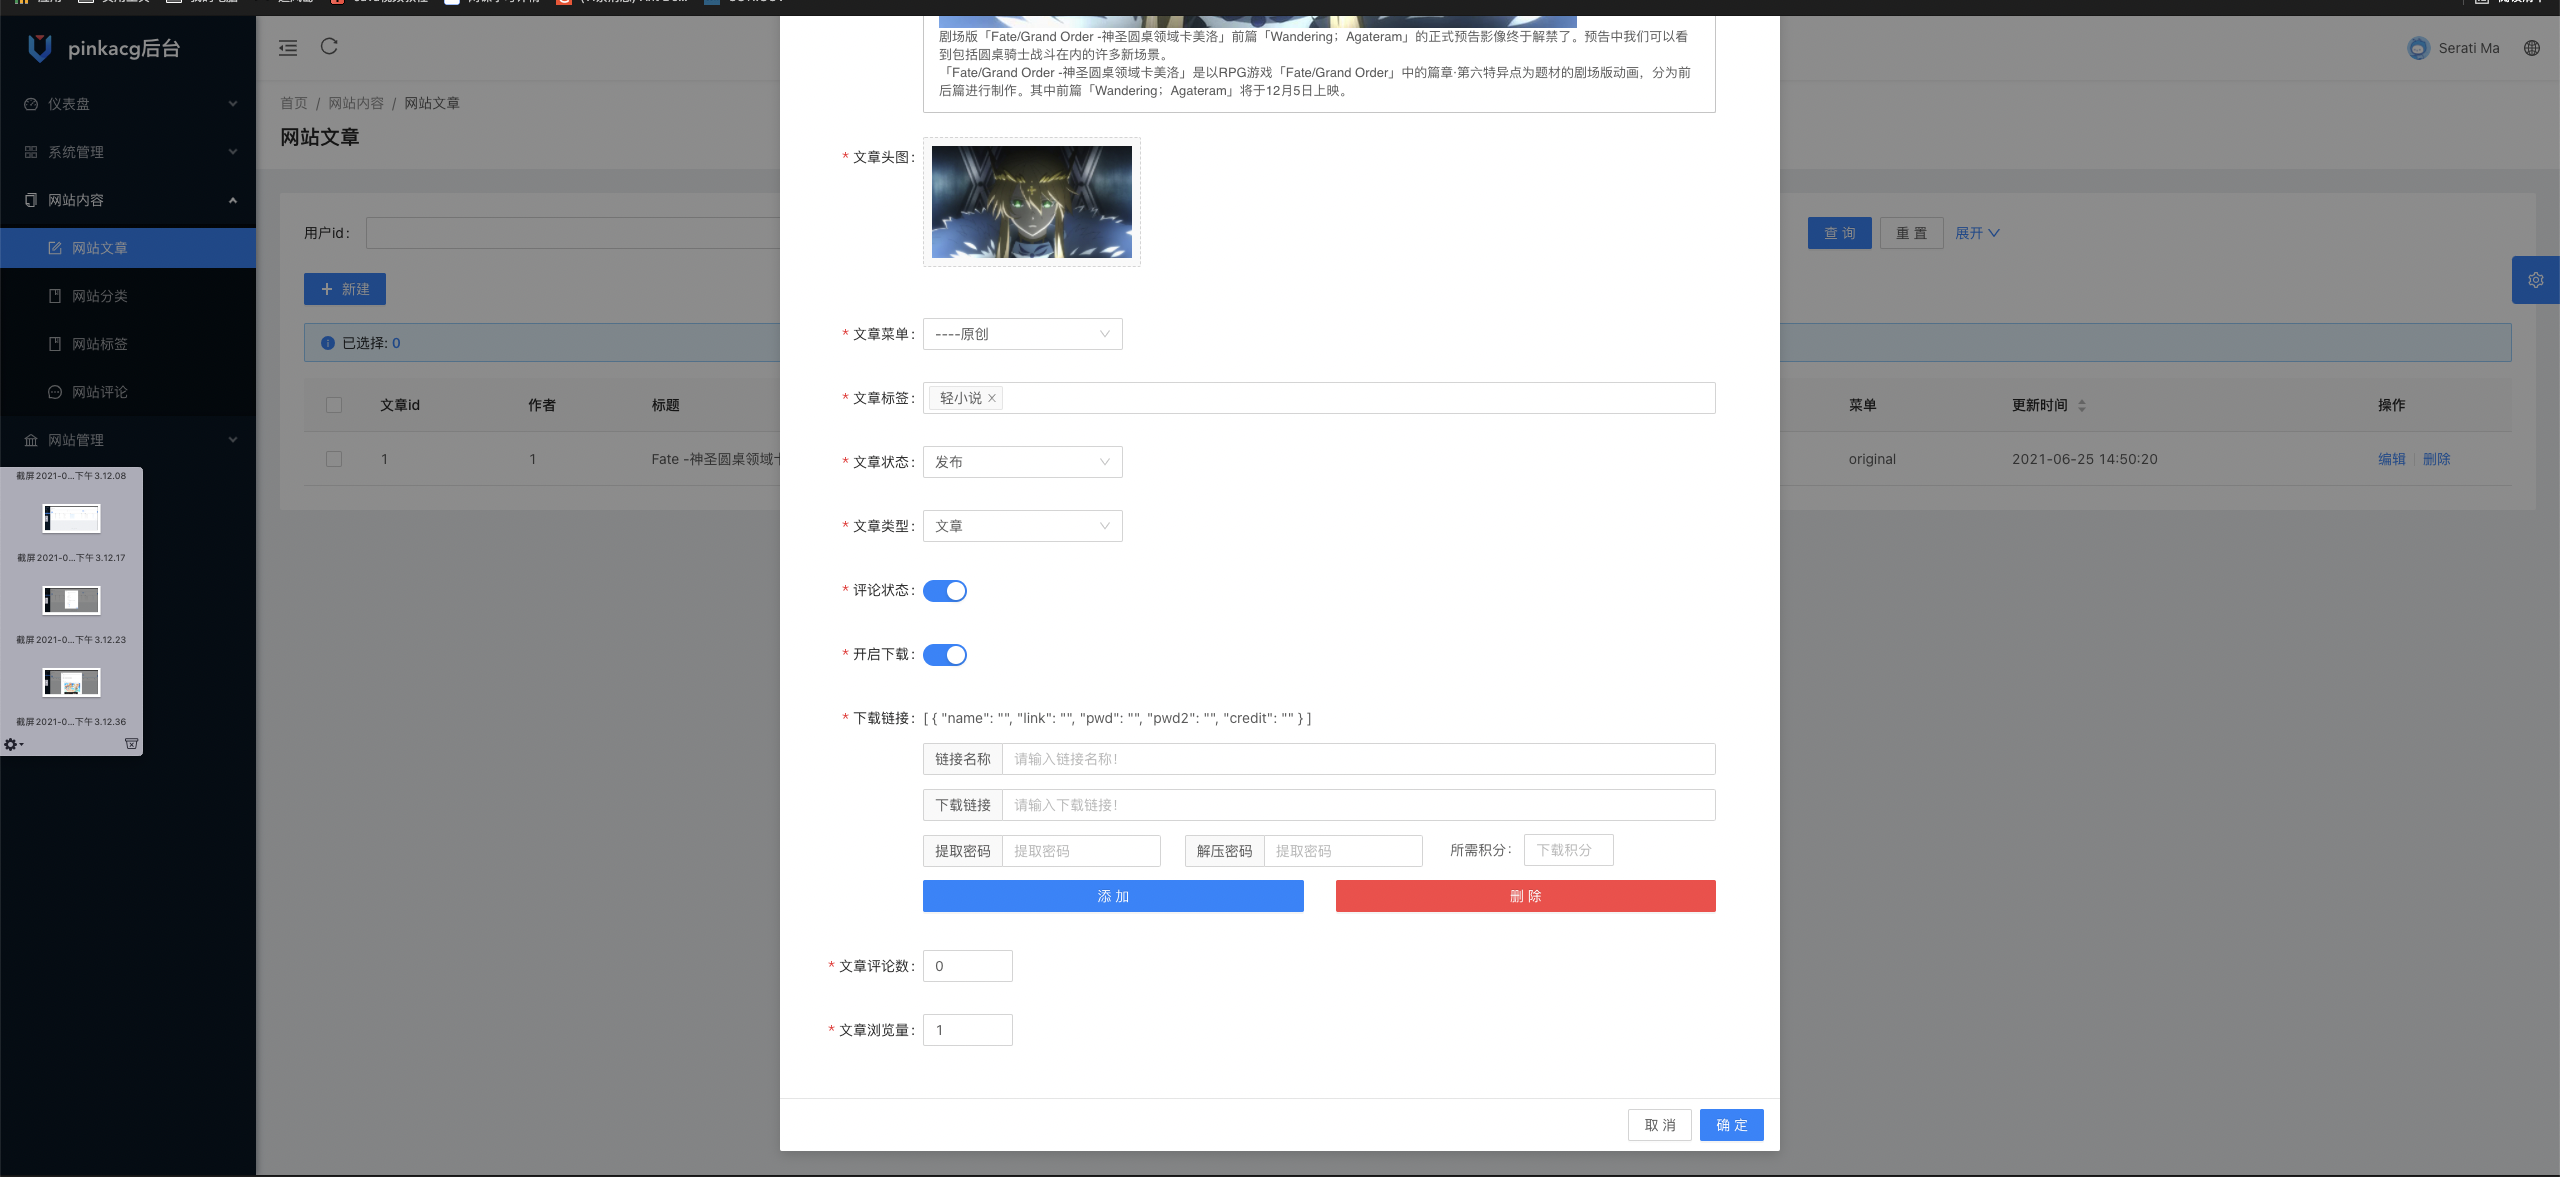 pinkacg后台
Serati Ma
仪表盘
系统管理
网站内容
网站文章
网站分类
网站标签
网站评论
网站管理
截屏2021-0...下午3.12.08
截屏2021-0...下午3.12.17
截屏2021-0...下午3.12.23
截屏2021-0...下午3.12.36
首页 / 网站内容 / 网站文章
网站文章
用户id：
查 询
重 置
展开
新建
已选择: 0
文章id
作者
标题
菜单
更新时间
操作
1
1
Fate -神圣圆桌领域
original
2021-06-25 14:50:20
编辑
删除
剧场版「Fate/Grand Order -神圣圆桌领域卡美洛」前篇「Wandering；Agateram」的正式预告影像终于解禁了。预告中我们可以看
到包括圆桌骑士战斗在内的许多新场景。
「Fate/Grand Order -神圣圆桌领域卡美洛」是以RPG游戏「Fate/Grand Order」中的篇章·第六特异点为题材的剧场版动画，分为前
后篇进行制作。其中前篇「Wandering；Agateram」将于12月5日上映。
* 文章头图：
* 文章菜单： ----原创
* 文章标签： 轻小说
* 文章状态： 发布
* 文章类型： 文章
* 评论状态：
* 开启下载：
* 下载链接： [ { "name": "", "link": "", "pwd": "", "pwd2": "", "credit": "" } ]
链接名称 请输入链接名称！
下载链接 请输入下载链接！
提取密码 提取密码 解压密码 提取密码 所需积分： 下载积分
添 加 删 除
* 文章评论数： 0
* 文章浏览量： 1
取 消 确 定